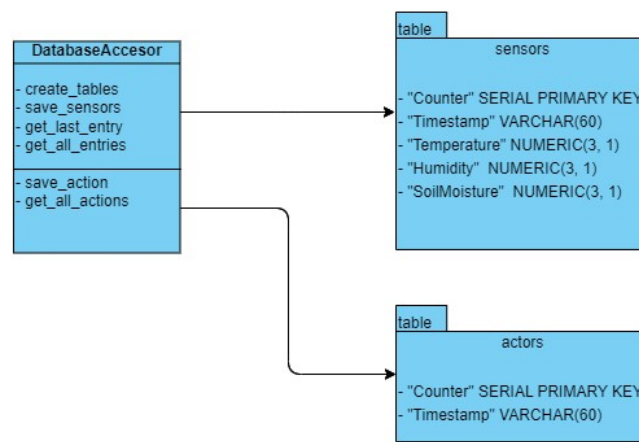 DatabaseAccesor
- create_tables
- save_sensors
- get_last_entry
- get_all_entries
- save_action
- get_all_actions
table
sensors
- "Counter" SERIAL PRIMARY KEY
- "Timestamp" VARCHAR(60)
- "Temperature" NUMERIC(3, 1)
- "Humidity" NUMERIC(3, 1)
- "SoilMoisture" NUMERIC(3, 1)
table
actors
- "Counter" SERIAL PRIMARY KEY
- "Timestamp" VARCHAR(60)